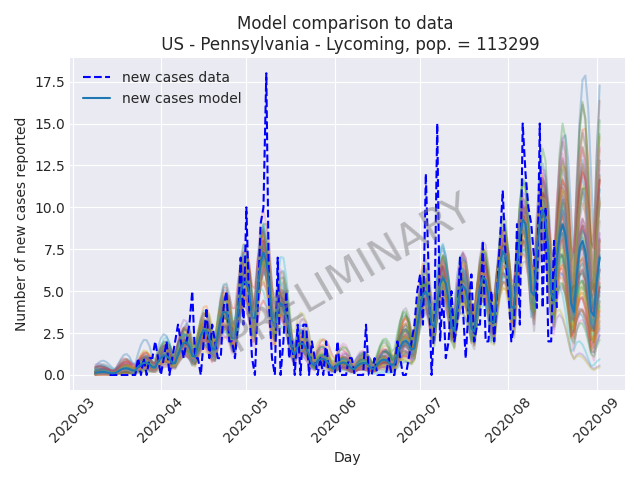 Model comparison to data
US - Pennsylvania - Lycoming, pop. = 113299
new cases data
new cases model
Number of new cases reported
17.5
15.0
12.5
10.0
7.5
5.0
2.5
0.0
PRELIMINARY
2020-03
2020-04
2020-05
2020-06
2020-07
2020-08
2020-09
Day